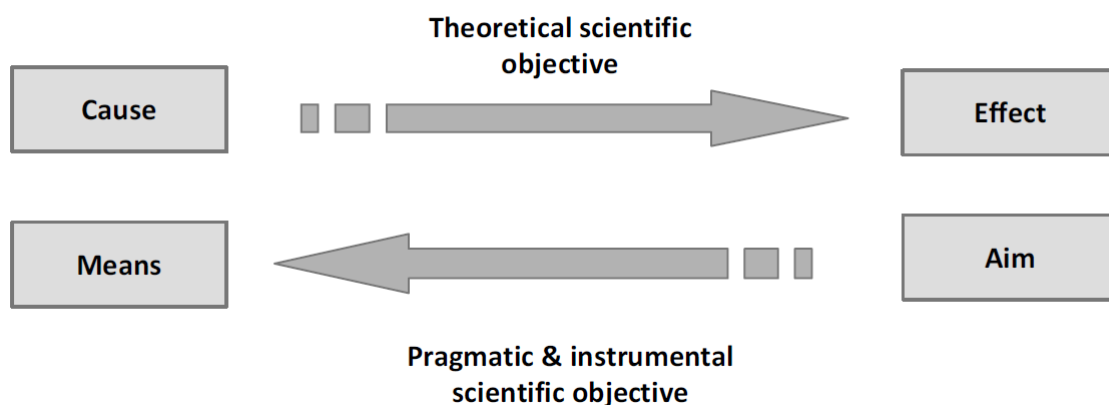 Theoretical scientific
objective
Cause
Effect
Means
Aim
Pragmatic & instrumental
scientific objective